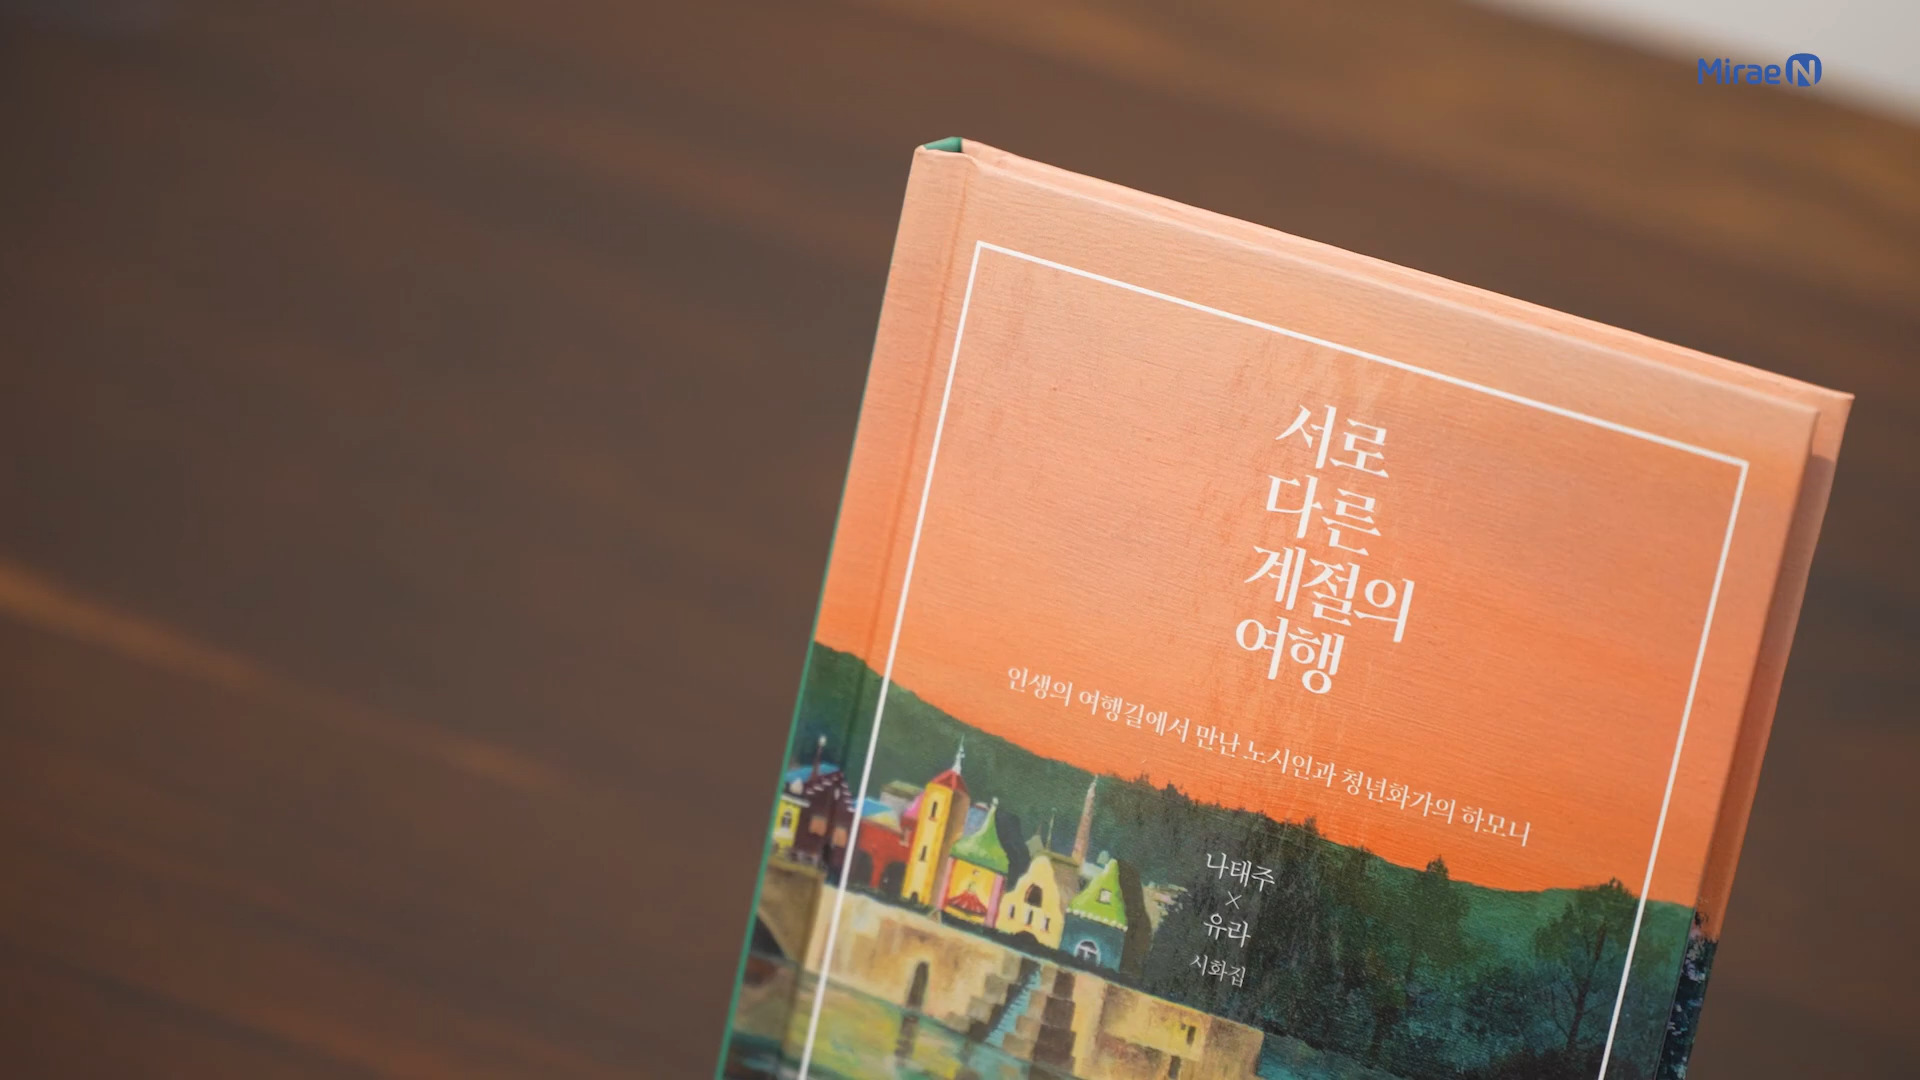 Mirae N
서로
다른
계절의
여행
인생의 여행길에서 만난 노시인과 청년화가의 하모니
나태주
×
유라
시화집